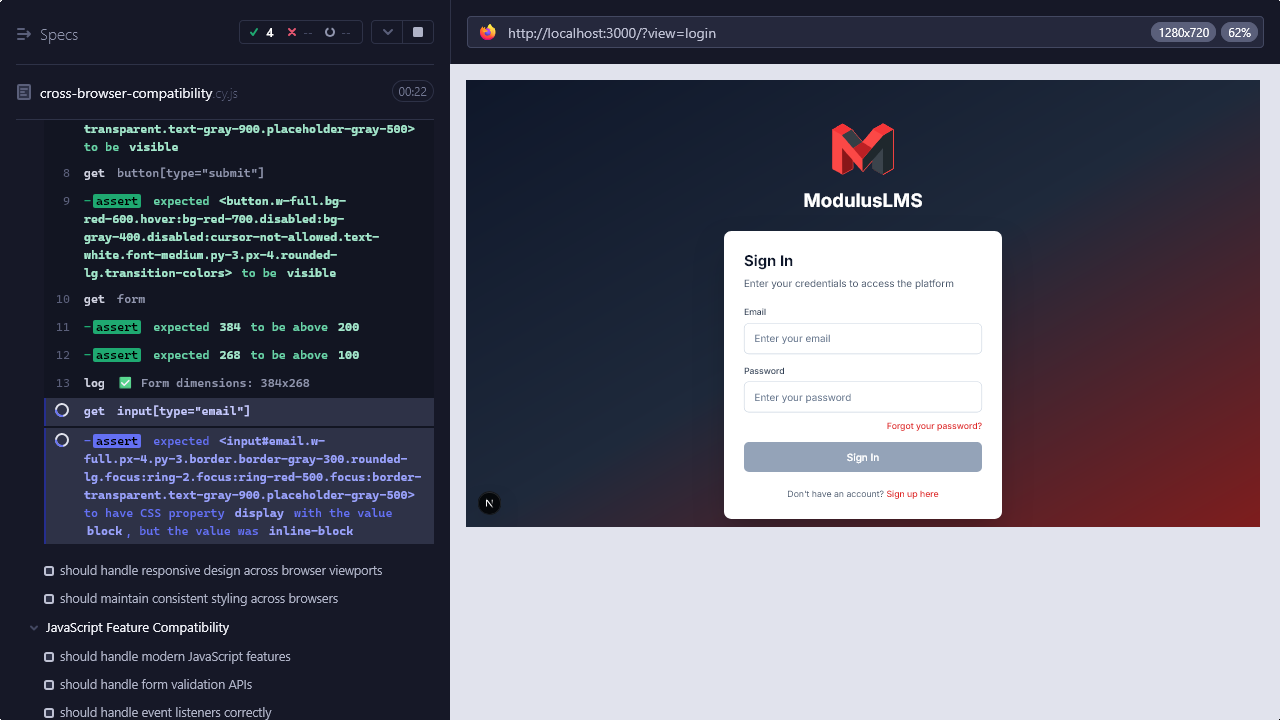 Specs
4 -- --
cross-browser-compatibility.cy.js 00:22
transparent.text-gray-900.placeholder-gray-500>
to be visible
8 get button[type="submit"]
9 -assert expected <button.w-full.bg-
red-600.hover:bg-red-700.disabled:bg-
gray-400.disabled:cursor-not-allowed.text-
white.font-medium.py-3.px-4.rounded-
lg.transition-colors> to be visible
10 get form
11 -assert expected 384 to be above 200
12 -assert expected 268 to be above 100
13 log ✅ Form dimensions: 384x268
get input[type="email"]
-assert expected <input#email.w-
full.px-4.py-3.border.border-gray-300.rounded-
lg.focus:ring-2.focus:ring-red-500.focus:border-
transparent.text-gray-900.placeholder-gray-500>
to have CSS property display with the value
block, but the value was inline-block
should handle responsive design across browser viewports
should maintain consistent styling across browsers
JavaScript Feature Compatibility
should handle modern JavaScript features
should handle form validation APIs
should handle event listeners correctly
http://localhost:3000/?view=login 1280x720 62%
ModulusLMS
Sign In
Enter your credentials to access the platform
Email
Enter your email
Password
Enter your password
Forgot your password?
Sign In
Don't have an account? Sign up here
N